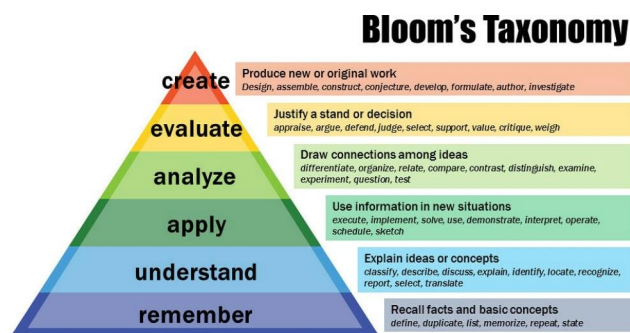 Bloom's Taxonomy
create
Produce new or original work
Design, assemble, construct, conjecture, develop, formulate, author, investigate
evaluate
Justify a stand or decision
appraise, argue, defend, judge, select, support, value, critique, weigh
analyze
Draw connections among ideas
differentiate, organize, relate, compare, contrast, distinguish, examine,
experiment, question, test
apply
Use information in new situations
execute, implement, solve, use, demonstrate, interpret, operate,
schedule, sketch
understand
Explain ideas or concepts
classify, describe, discuss, explain, identify, locate, recognize,
report, select, translate
remember
Recall facts and basic concepts
define, duplicate, list, memorize, repeat, state